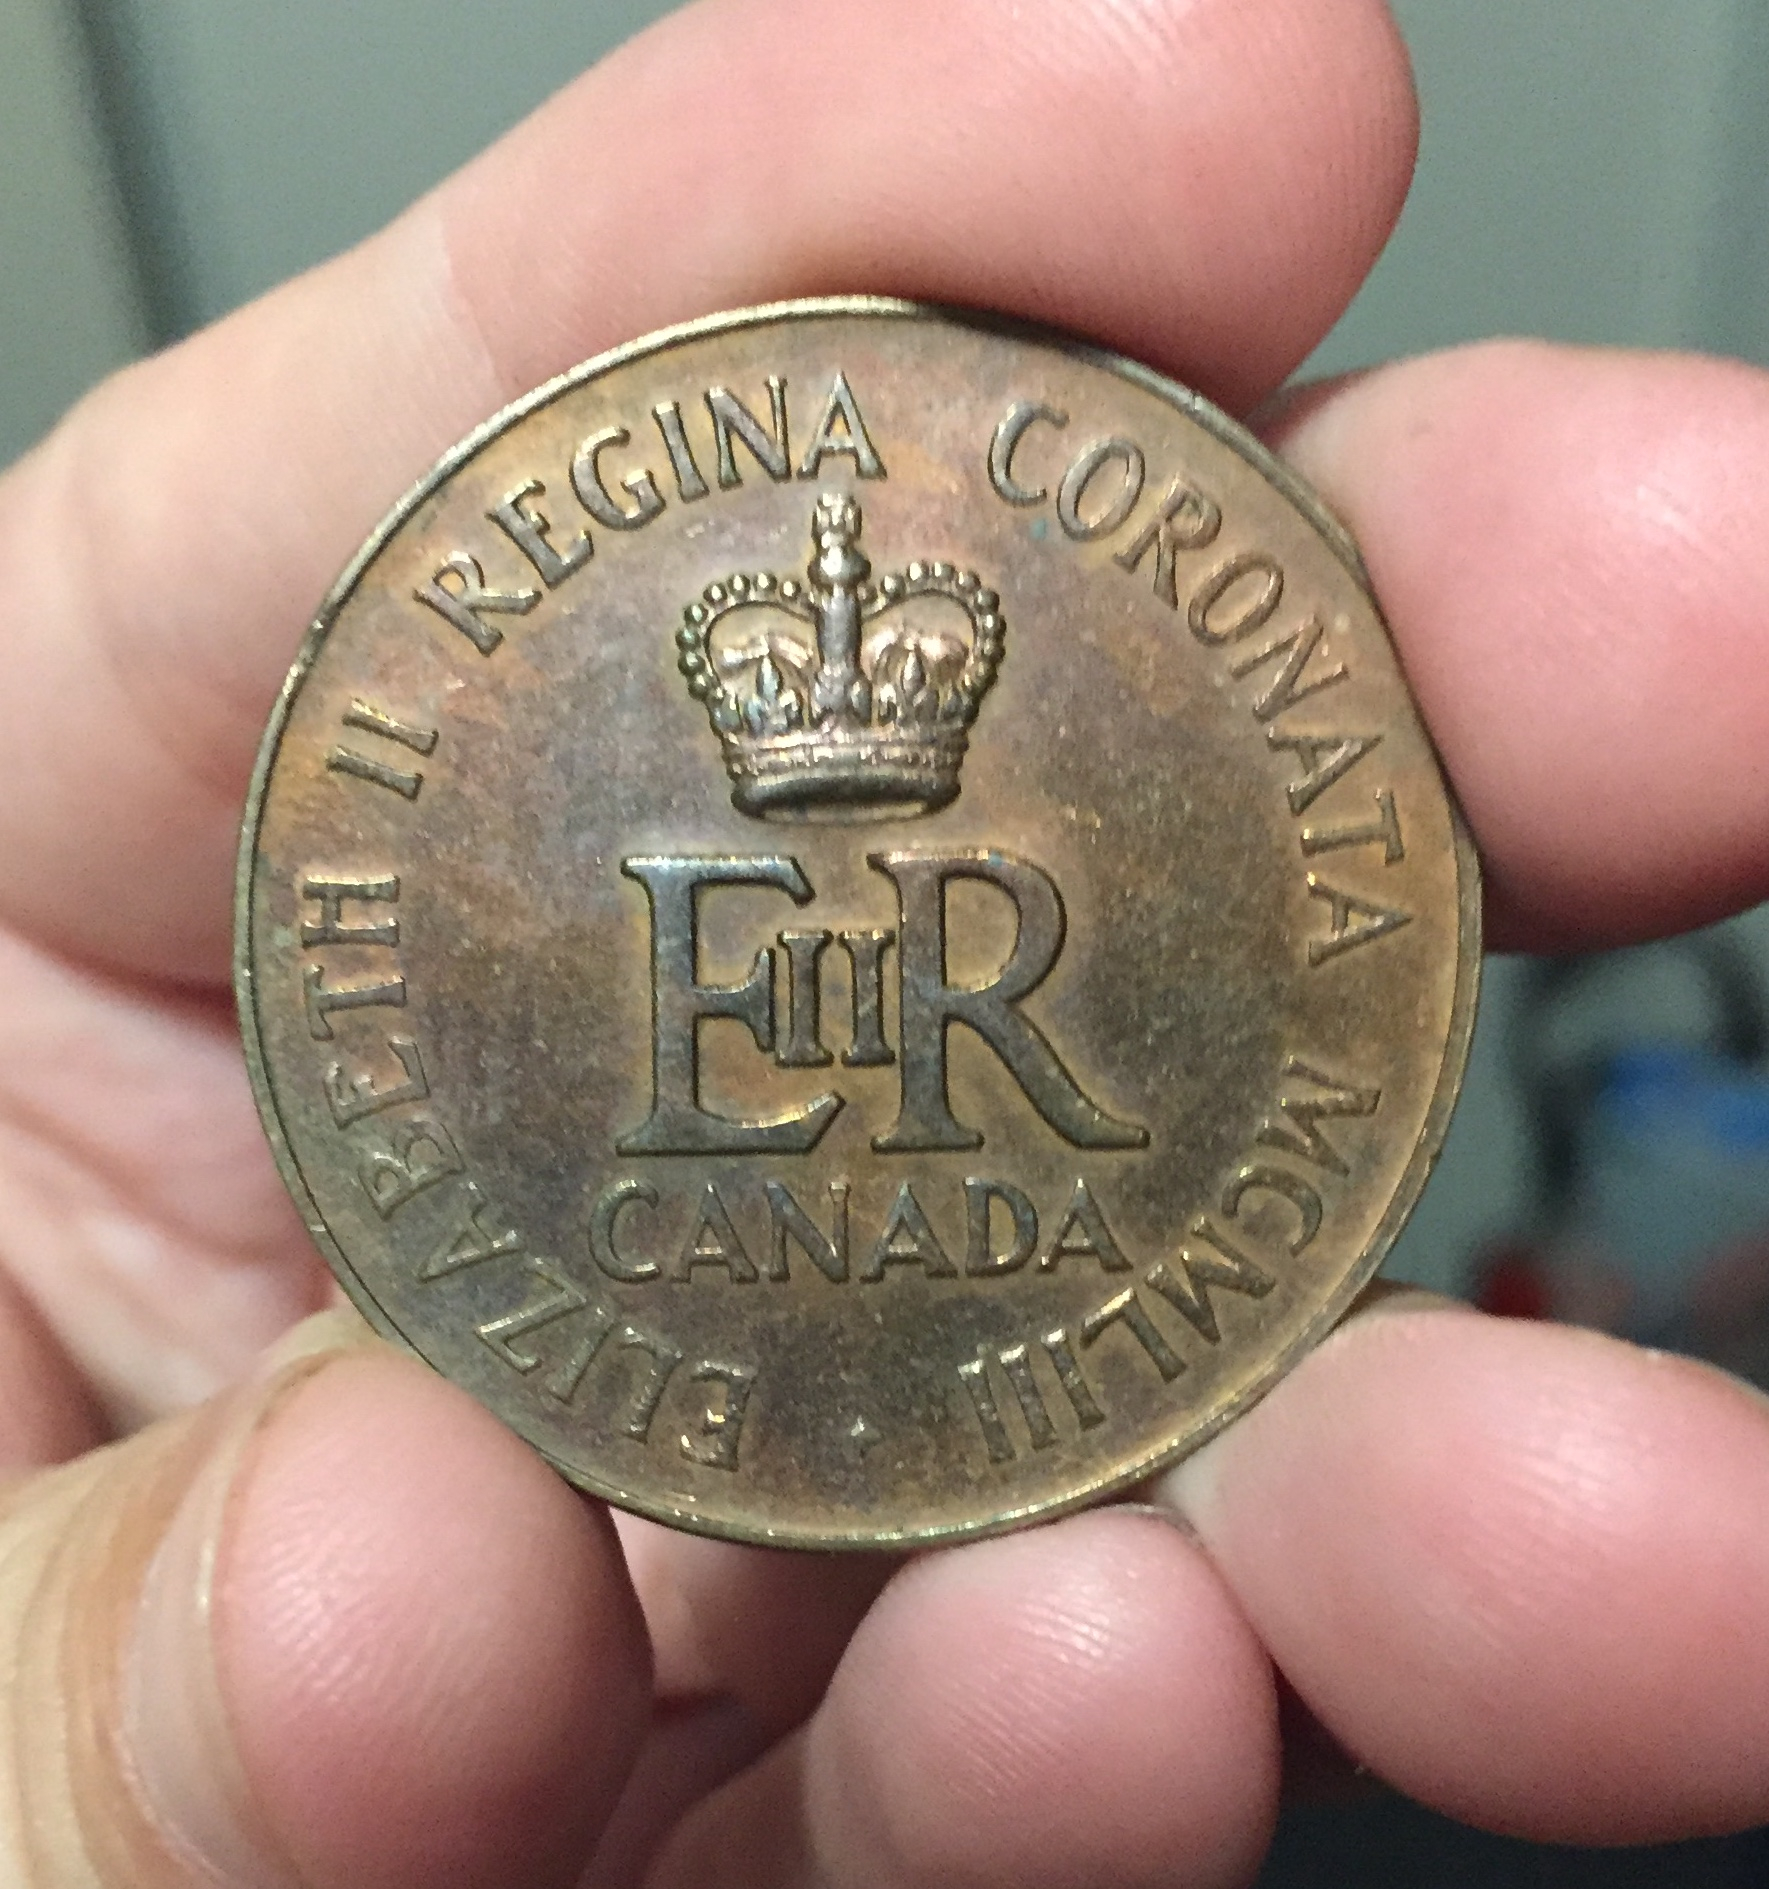 ELIZABETH II REGINA CORONATA MCMLIII
EIIR
CANADA